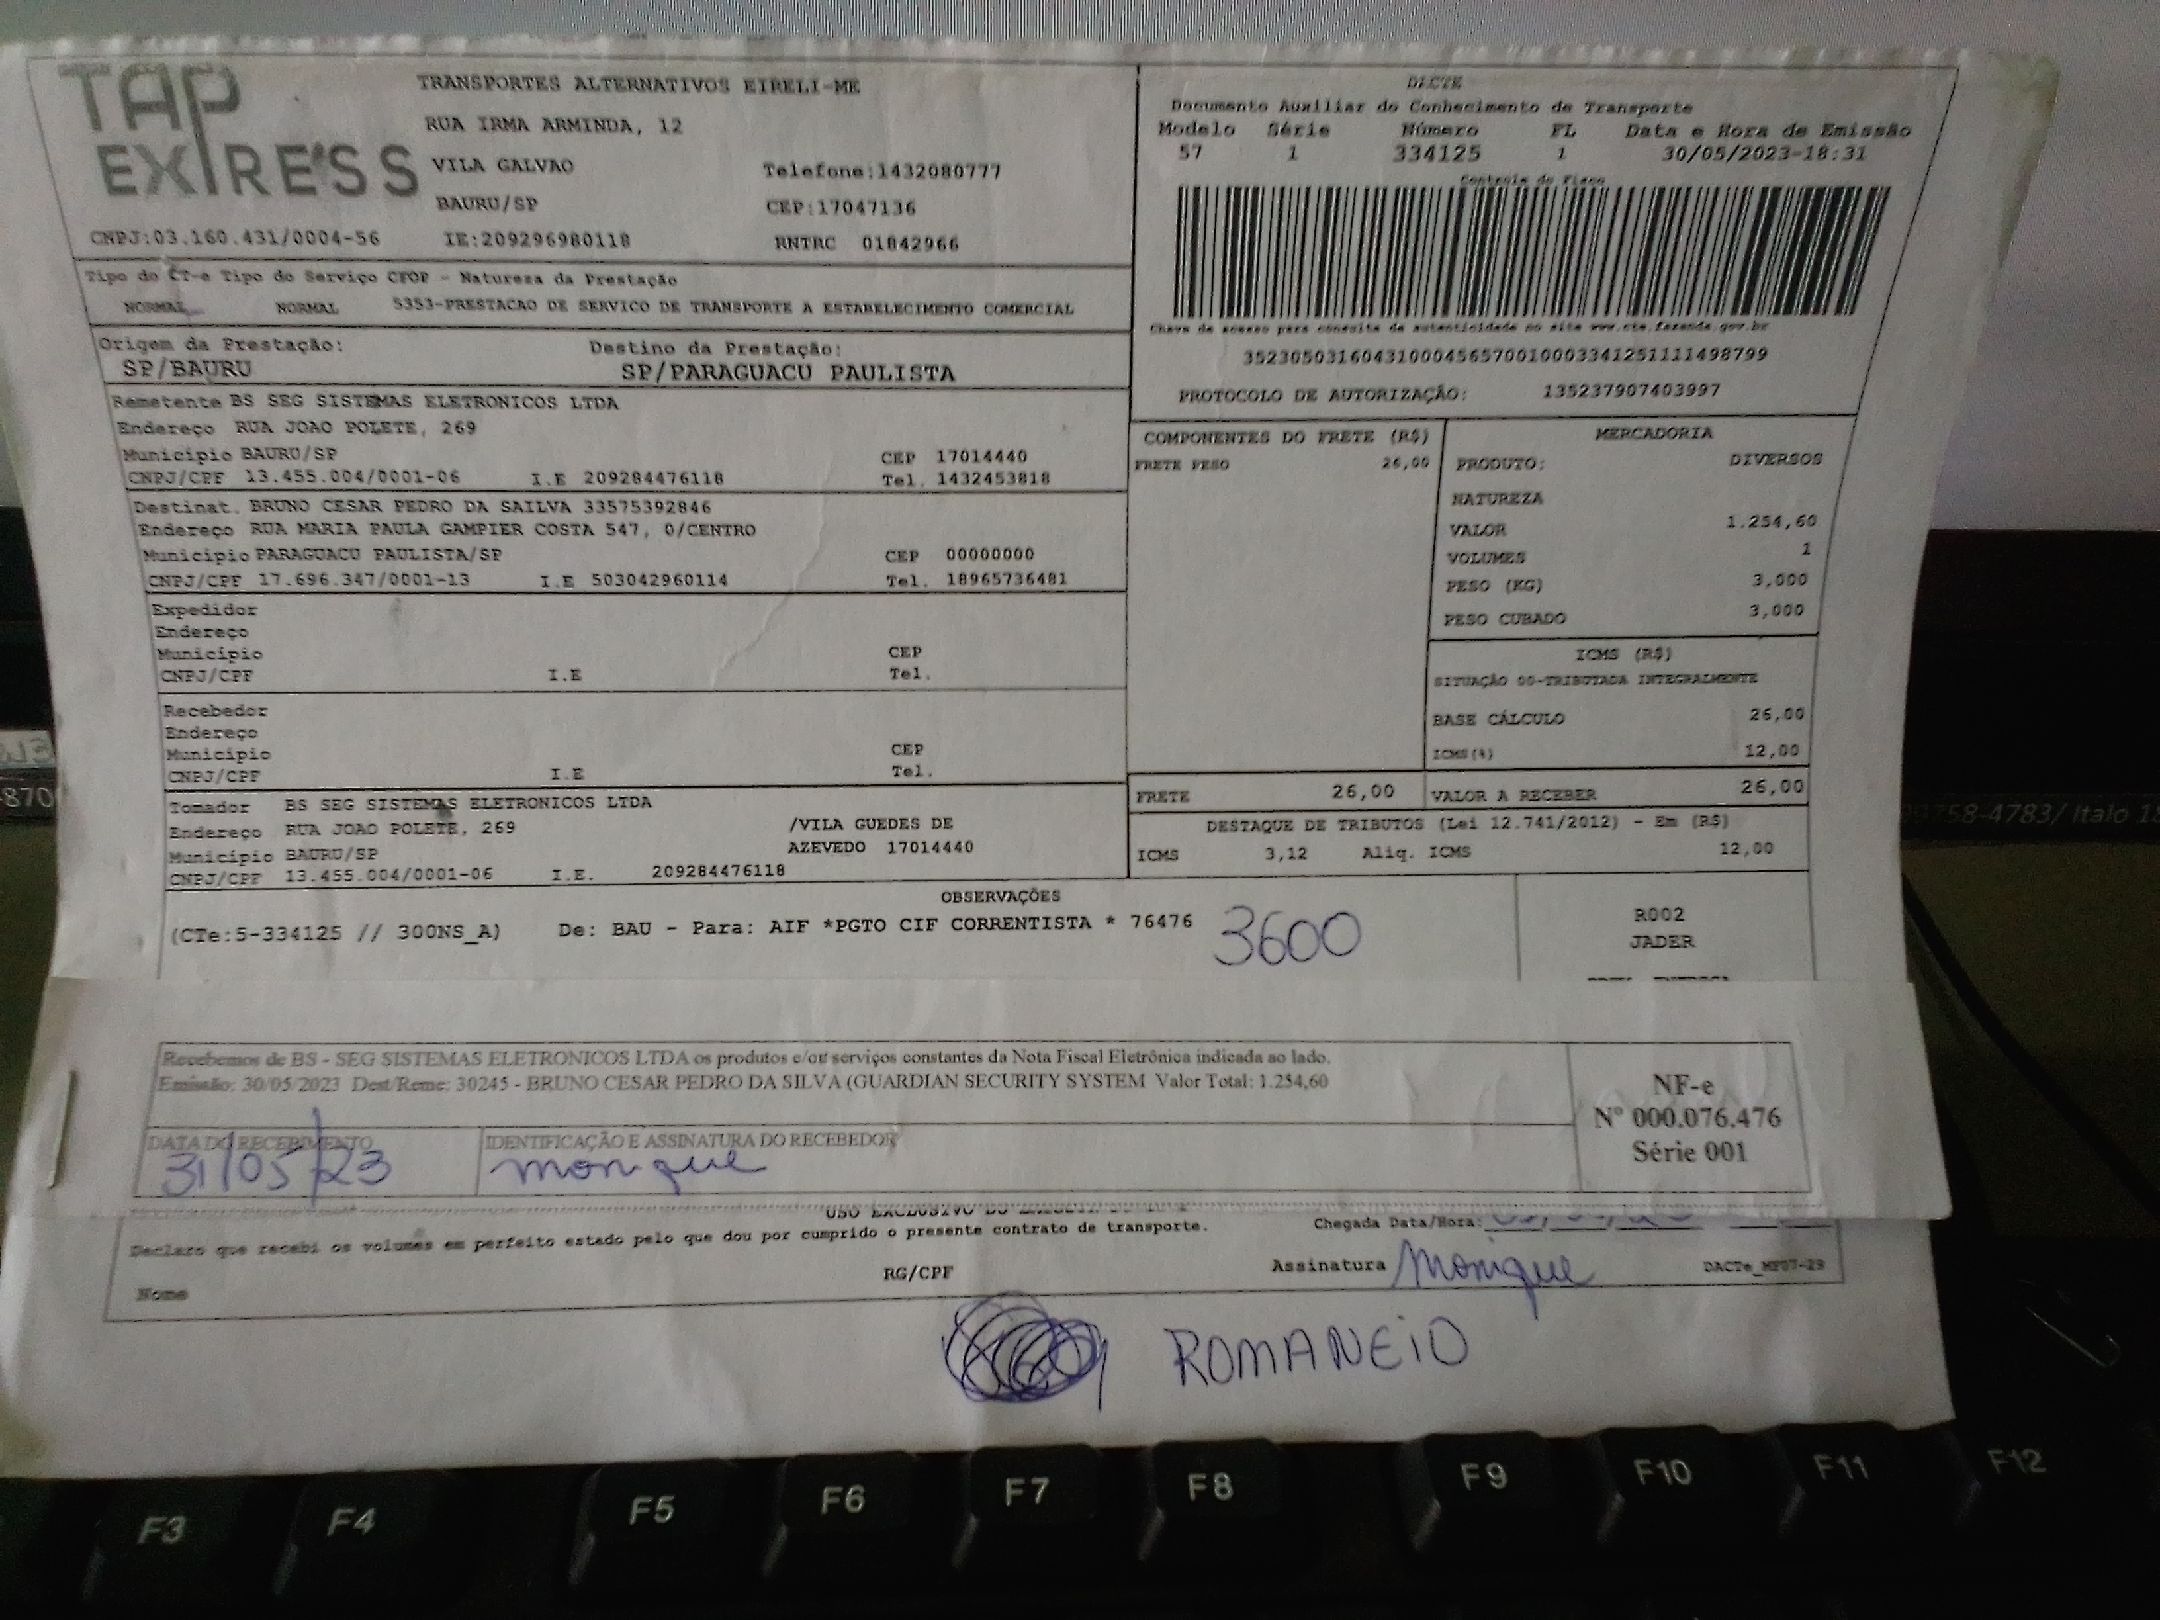 TAP EXPRESS
TRANSPORTES ALTERNATIVOS EIRELI-ME
RUA IRMA ARMINDA, 12
VILA GALVAO Telefone:1432080777
BAURU/SP CEP:17047136
CNPJ:03.160.431/0004-56 IE:209296980118 RNTRC 01842966
Tipo do CT-e Tipo do Serviço CFOP - Natureza da Prestação
NORMAL NORMAL 5353-PRESTACAO DE SERVICO DE TRANSPORTE A ESTABELECIMENTO COMERCIAL
Origem da Prestação: Destino da Prestação:
SP/BAURU SP/PARAGUACU PAULISTA
Remetente BS SEG SISTEMAS ELETRONICOS LTDA
Endereço RUA JOAO POLETE, 269
Município BAURU/SP CEP 17014440
CNPJ/CPF 13.455.004/0001-06 I.E 209284476118 Tel. 1432453818
Destinat. BRUNO CESAR PEDRO DA SAILVA 33575392846
Endereço RUA MARIA PAULA GAMPIER COSTA 547, 0/CENTRO
Município PARAGUACU PAULISTA/SP CEP 00000000
CNPJ/CPF 17.696.347/0001-13 I.E 503042960114 Tel. 18965736481
Expedidor
Endereço
Município CEP
CNPJ/CPF I.E Tel.
Recebedor
Endereço
Município CEP
CNPJ/CPF I.E Tel.
Tomador BS SEG SISTEMAS ELETRONICOS LTDA
Endereço RUA JOAO POLETE, 269 /VILA GUEDES DE
Município BAURU/SP AZEVEDO 17014440
CNPJ/CPF 13.455.004/0001-06 I.E. 209284476118
DACTE
Documento Auxiliar do Conhecimento de Transporte
Modelo Série Número FL Data e Hora de Emissão
57 1 334125 1 30/05/2023-18:31
Controle do Fisco
Chave de acesso para consulta de autenticidade no site www.cte.fazenda.gov.br
35230503160431000456570010003341251111498799
PROTOCOLO DE AUTORIZAÇÃO: 135237907403997
COMPONENTES DO FRETE (R$)
FRETE PESO 26,00
MERCADORIA
PRODUTO: DIVERSOS
NATUREZA
VALOR 1.254,60
VOLUMES 1
PESO (KG) 3,000
PESO CUBADO 3,000
ICMS (R$)
SITUAÇÃO 00-TRIBUTADA INTEGRALMENTE
BASE CÁLCULO 26,00
ICMS(%) 12,00
FRETE 26,00 VALOR A RECEBER 26,00
DESTAQUE DE TRIBUTOS (Lei 12.741/2012) - Em (R$)
ICMS 3,12 Aliq. ICMS 12,00
OBSERVAÇÕES
(CTe:5-334125 // 300NS_A) De: BAU - Para: AIF *PGTO CIF CORRENTISTA * 76476 3600
R002
JADER
Recebemos de BS - SEG SISTEMAS ELETRONICOS LTDA os produtos e/ou serviços constantes da Nota Fiscal Eletrônica indicada ao lado.
Emissão: 30/05/2023 Dest/Reme: 30245 - BRUNO CESAR PEDRO DA SILVA (GUARDIAN SECURITY SYSTEM Valor Total: 1.254,60
NF-e
Nº 000.076.476
Série 001
DATA DO RECEBIMENTO IDENTIFICAÇÃO E ASSINATURA DO RECEBEDOR
31/05/23 monique
USO EXCLUSIVO DO
Declaro que recebi os volumes em perfeito estado pelo que dou por cumprido o presente contrato de transporte. Chegada Data/Hora:
Nome RG/CPF Assinatura Monique DACTe_MF07-29
ROMANEIO
-870
09758-4783/ Italo 18
F3 F4 F5 F6 F7 F8 F9 F10 F11 F12